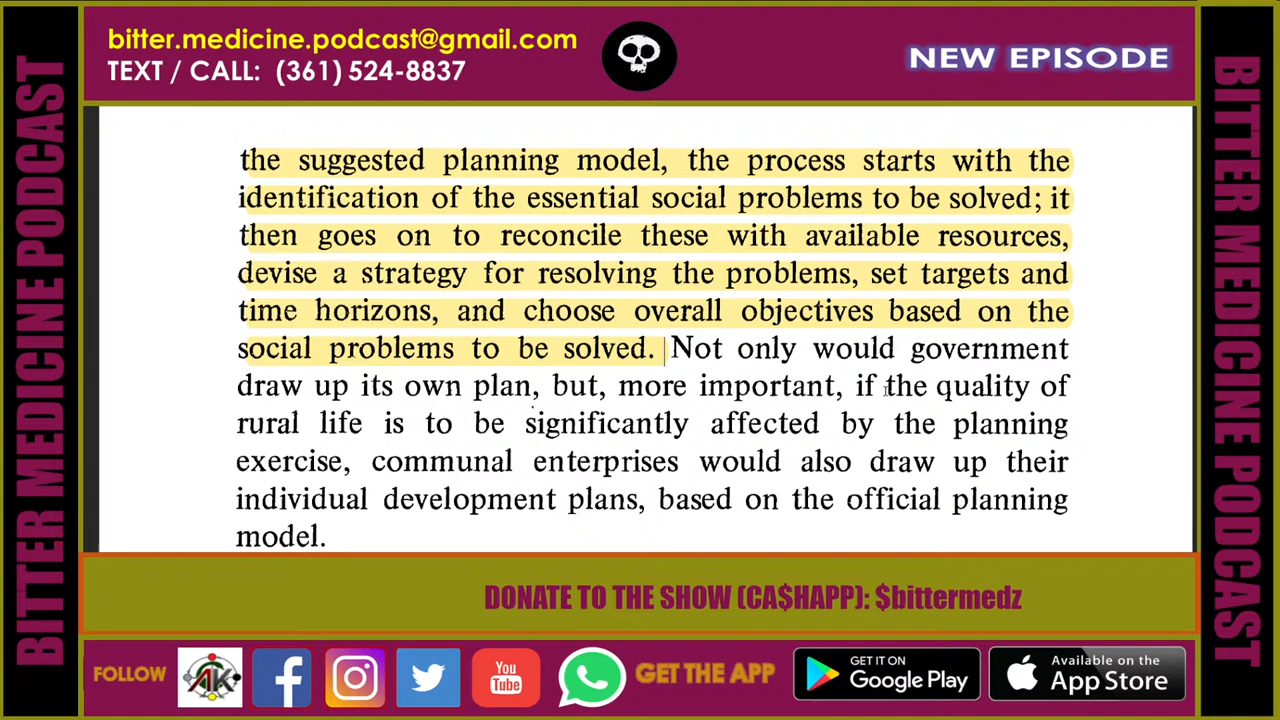 bitter.medicine.podcast@gmail.com
TEXT / CALL: (361) 524-8837
NEW EPISODE
BITTER MEDICINE PODCAST
the suggested planning model, the process starts with the
identification of the essential social problems to be solved; it
then goes on to reconcile these with available resources,
devise a strategy for resolving the problems, set targets and
time horizons, and choose overall objectives based on the
social problems to be solved. Not only would government
draw up its own plan, but, more important, if the quality of
rural life is to be significantly affected by the planning
exercise, communal enterprises would also draw up their
individual development plans, based on the official planning
model.
BITTER MEDICINE PODCAST
DONATE TO THE SHOW (CA$HAPP): $bittermedz
FOLLOW
ATK
You
Tube
GET THE APP
GET IT ON
Google Play
Available on the
App Store